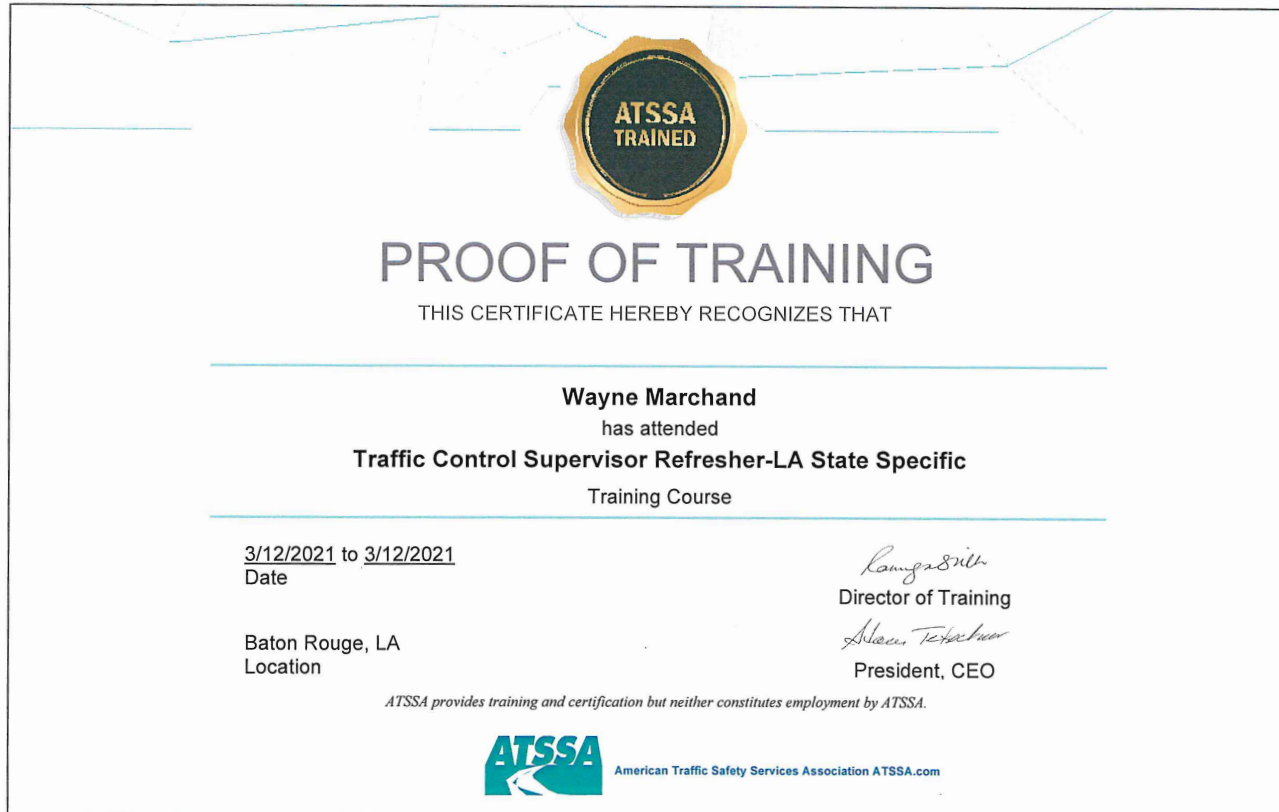 ATSSA
TRAINED
PROOF OF TRAINING
THIS CERTIFICATE HEREBY RECOGNIZES THAT
Wayne Marchand
has attended
Traffic Control Supervisor Refresher-LA State Specific
Training Course
3/12/2021 to 3/12/2021
Date
Director of Training
Baton Rouge, LA
Location
President, CEO
ATSSA provides training and certification but neither constitutes employment by ATSSA.
ATSSA
American Traffic Safety Services Association ATSSA.com